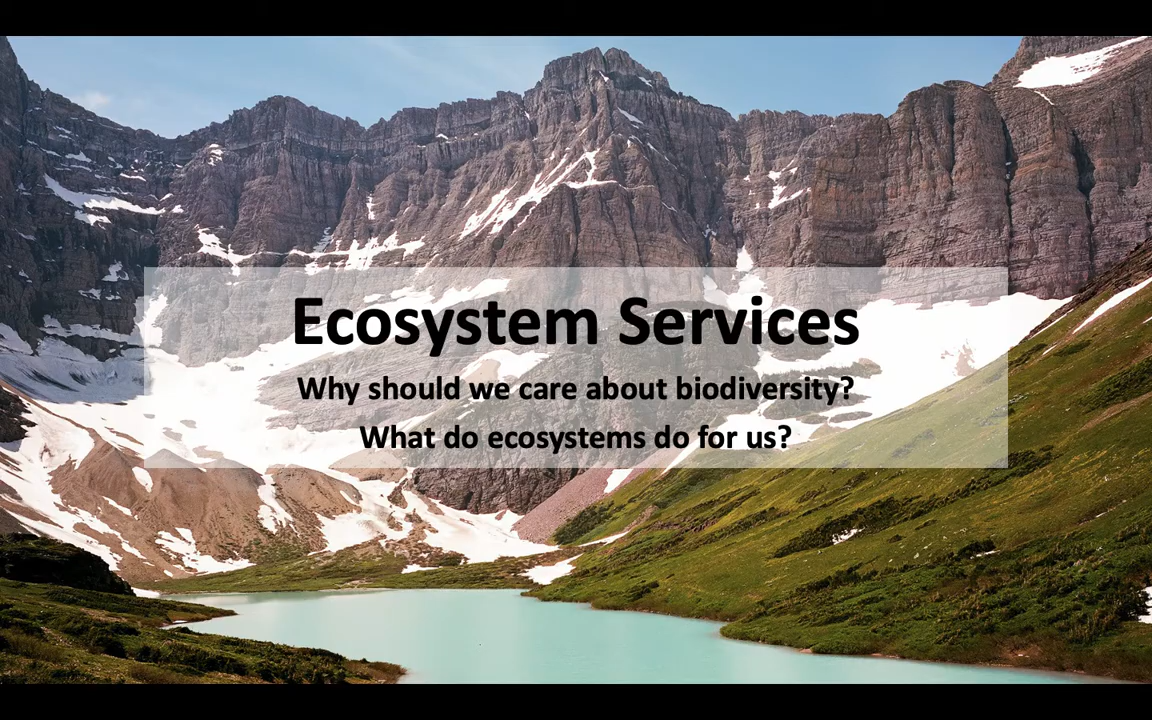 Ecosystem Services
Why should we care about biodiversity?
What do ecosystems do for us?